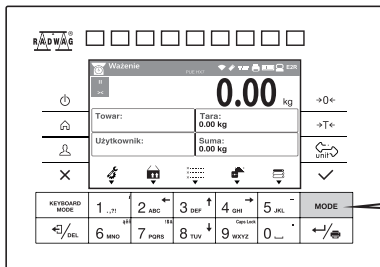 RADWAG®
Ważenie
E2R
0.00 kg
→0←
→T←
unit
Towar:
Tara:
0.00 kg
Użytkownik:
Suma:
0.00 kg
KEYBOARD MODE
1 .,?!
2 ABC
3 DEF
4 GHI
5 JKL
MODE
DEL
6 MNO
7 PQRS
8 TUV
Caps Lock
9 WXYZ
0